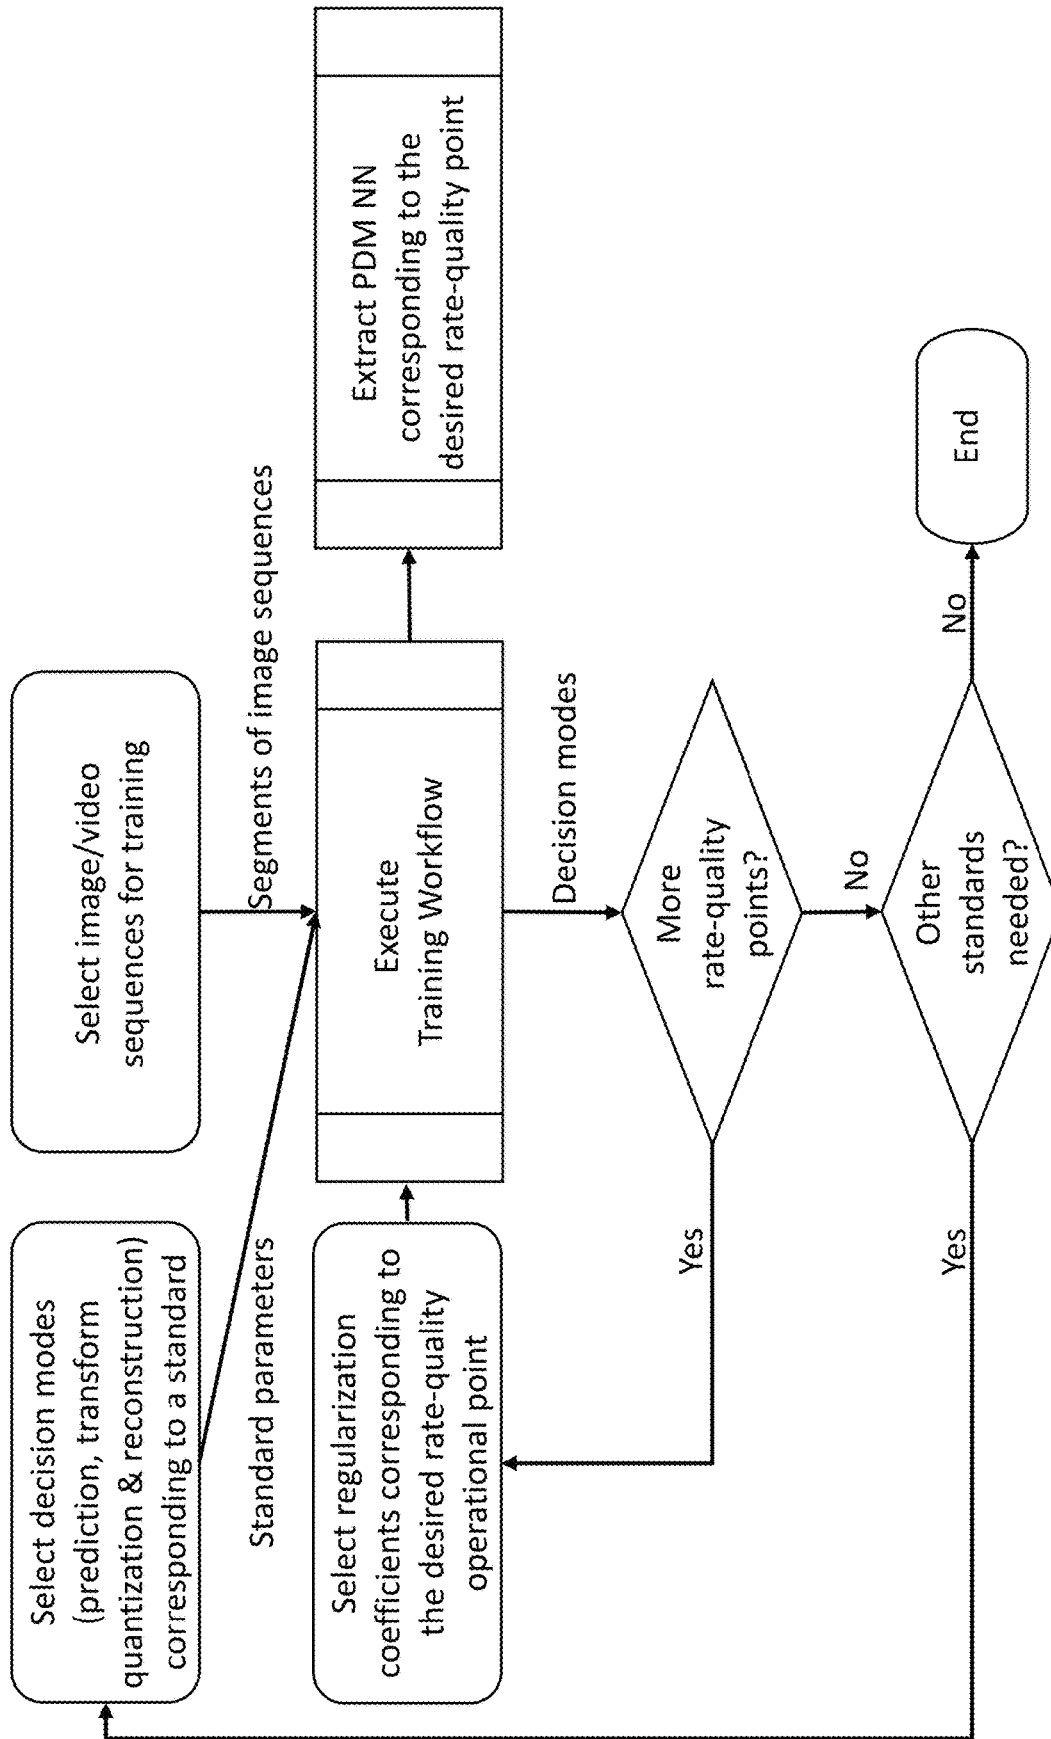 Select decision modes
(prediction, transform
quantization & reconstruction)
corresponding to a standard
Select image/video
sequences for training
Standard parameters
Segments of image sequences
Select regularization
coefficients corresponding to
the desired rate-quality
operational point
Execute
Training Workflow
Extract PDM NN
corresponding to the
desired rate-quality point
Decision modes
Yes
More
rate-quality
points?
No
Yes
Other
standards
needed?
No
End